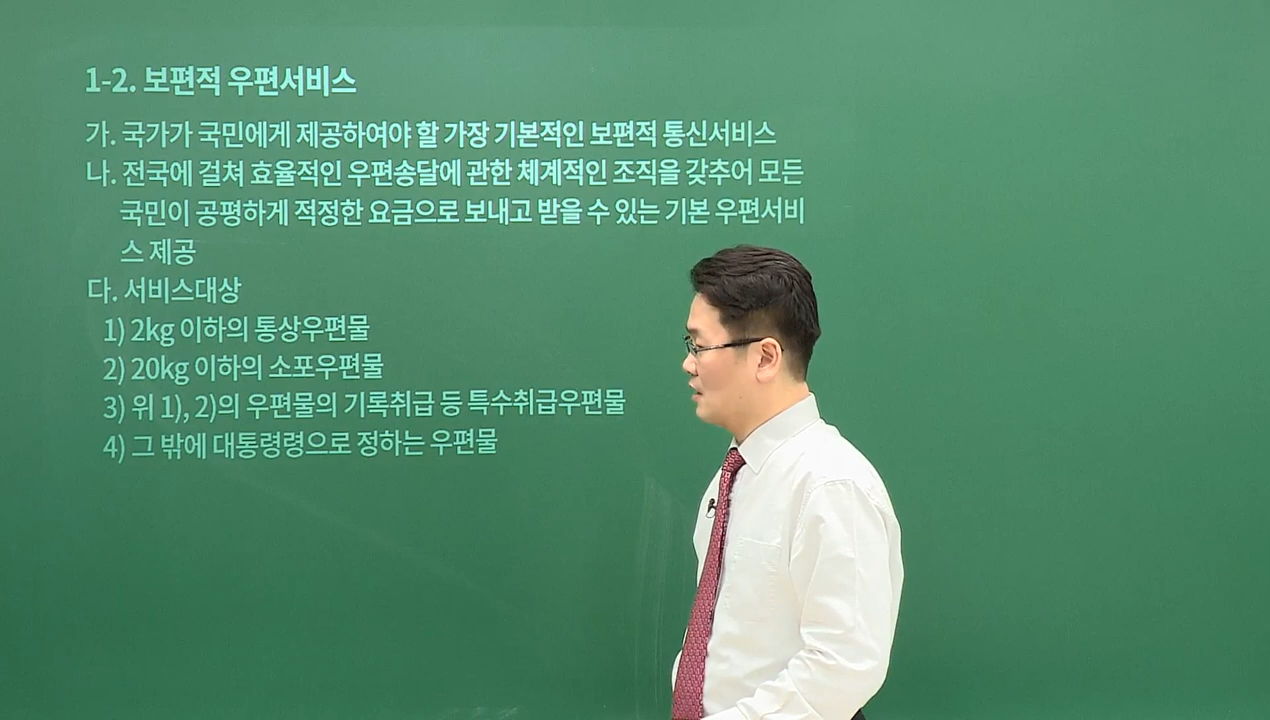 1-2. 보편적 우편서비스
가. 국가가 국민에게 제공하여야 할 가장 기본적인 보편적 통신서비스
나. 전국에 걸쳐 효율적인 우편송달에 관한 체계적인 조직을 갖추어 모든
국민이 공평하게 적정한 요금으로 보내고 받을 수 있는 기본 우편서비
스 제공
다. 서비스대상
1) 2kg 이하의 통상우편물
2) 20kg 이하의 소포우편물
3) 위 1), 2)의 우편물의 기록취급 등 특수취급우편물
4) 그 밖에 대통령령으로 정하는 우편물